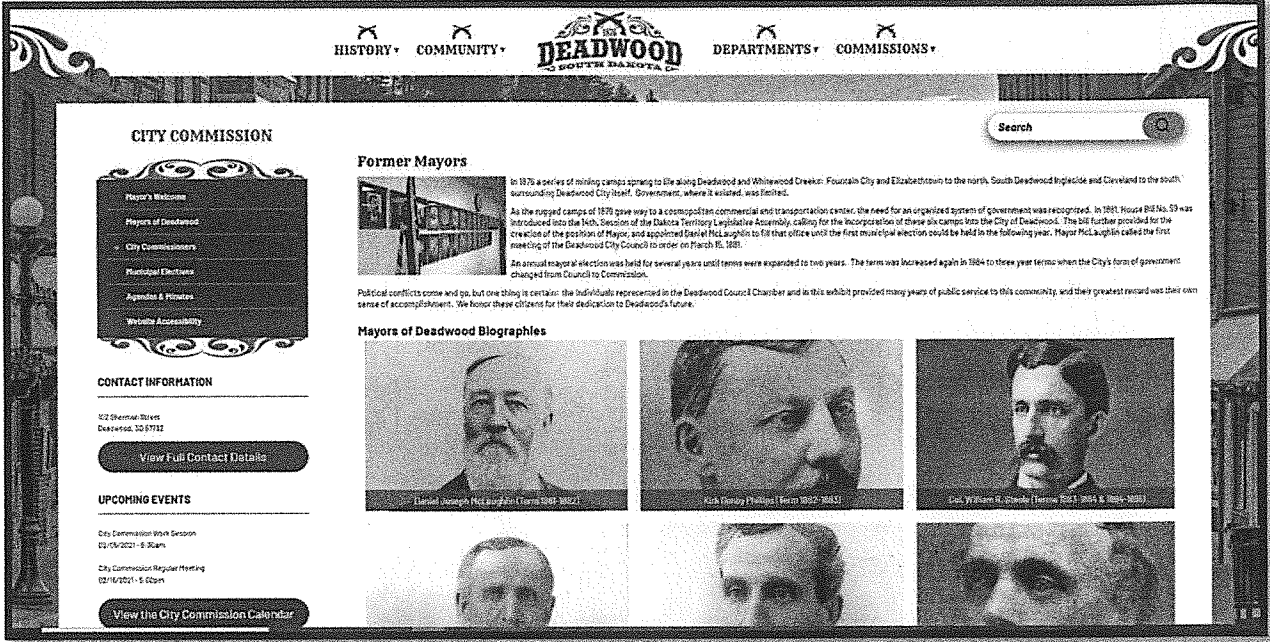 HISTORY▾ COMMUNITY▾
1876
DEADWOOD
SOUTH DAKOTA
DEPARTMENTS▾ COMMISSIONS▾
Search
CITY COMMISSION
Mayor's Welcome
Mayors of Deadwood
City Commissioners
Municipal Elections
Agendas & Minutes
Website Accessibility
CONTACT INFORMATION
102 Sherman Street
Deadwood, SD 57732
View Full Contact Details
UPCOMING EVENTS
City Commission Work Session
City Commission Regular Meeting
02/16/2021 - 5:00pm
View the City Commission Calendar
Former Mayors
In 1876 a series of mining camps sprang to life along Deadwood and Whitewood Creeks: Fountain City and Elizabethtown to the north, South Deadwood Ingleside and Cleveland to the south
surrounding Deadwood City itself. Government, where it existed, was limited.
As the rugged camps of 1876 gave way to a cosmopolitan commercial and transportation center, the need for an organized system of government was recognized. In 1881, House Bill No. 59 was
introduced into the 14th. Session of the Dakota Territory Legislative Assembly, calling for the incorporation of these six camps into the City of Deadwood. The bill further provided for the
creation of the position of Mayor, and appointed Daniel McLaughlin to fill that office until the first municipal election could be held in the following year. Mayor McLaughlin called the first
meeting of the Deadwood City Council to order on March 15, 1881.
An annual mayoral election was held for several years until terms were expanded to two years. The term was increased again in 1984 to three year terms when the City's form of government
changed from Council to Commission.
Political conflicts come and go, but one thing is certain: the individuals represented in the Deadwood Council Chamber and in this exhibit provided many years of public service to this community, and their greatest reward was their own
sense of accomplishment. We honor these citizens for their dedication to Deadwood's future.
Mayors of Deadwood Biographies
Daniel Joseph McLaughlin (Term 1881-1882)
Kirk Phillips (Term 1882-1883)
Col. William R. Steele (Terms 1883-1884 & 1894-1895)